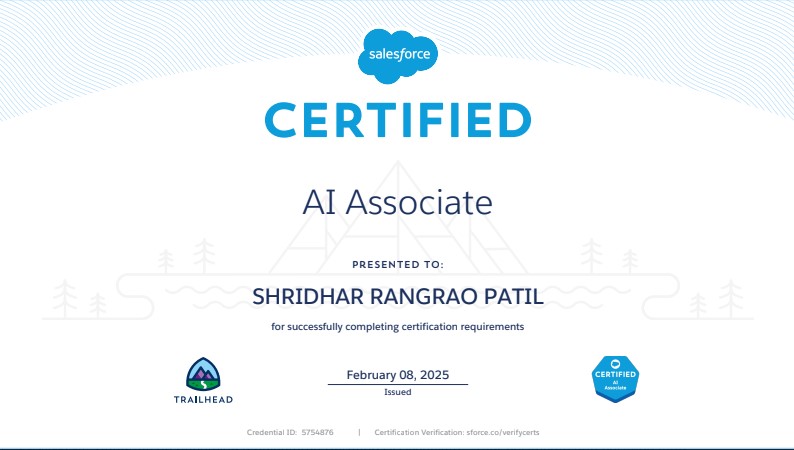 salesforce
CERTIFIED
AI Associate
PRESENTED TO:
SHRIDHAR RANGRAO PATIL
for successfully completing certification requirements
February 08, 2025
Issued
TRAILHEAD
CERTIFIED
AI
Associate
Credential ID: 5754876 | Certification Verification: sforce.co/verifycerts